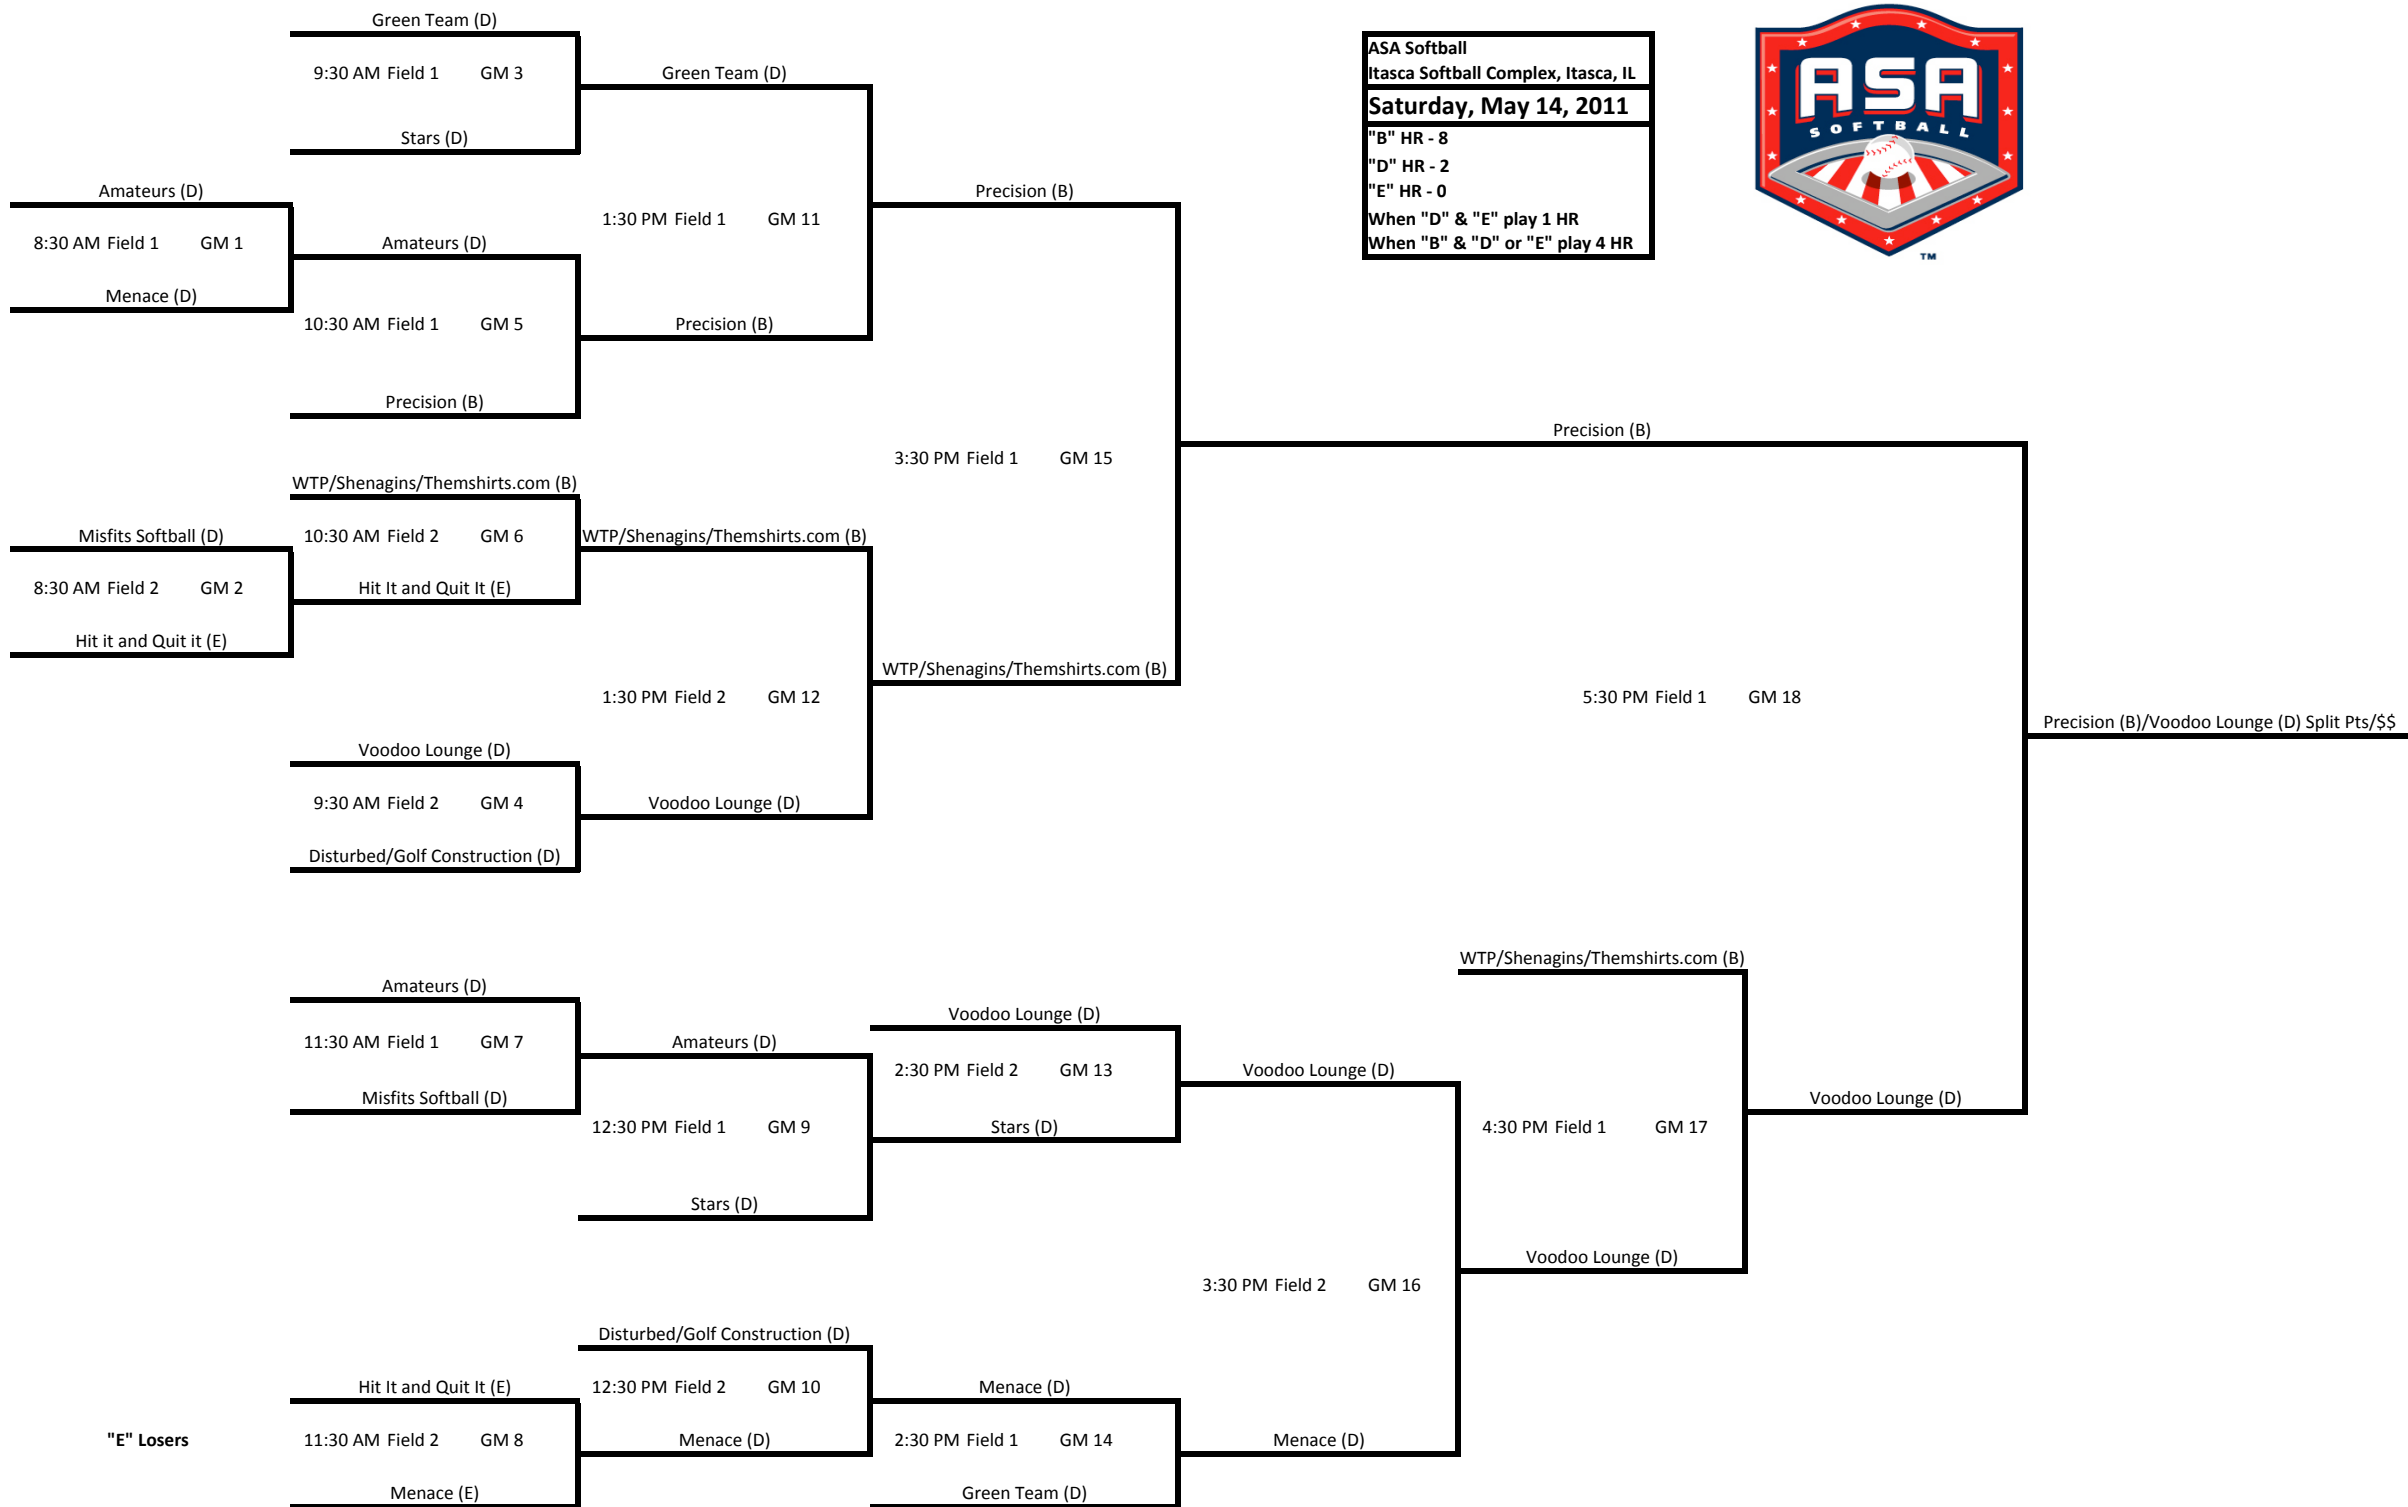 Green Team (D)
9:30 AM Field 1 GM 3
Green Team (D)
Stars (D)
Amateurs (D)
8:30 AM Field 1 GM 1
Amateurs (D)
Menace (D)
10:30 AM Field 1 GM 5
Precision (B)
Precision (B)
1:30 PM Field 1 GM 11
Precision (B)
ASA Softball
Itasca Softball Complex, Itasca, IL
Saturday, May 14, 2011
"B" HR - 8
"D" HR - 2
"E" HR - 0
When "D" & "E" play 1 HR
When "B" & "D" or "E" play 4 HR
ASA
SOFTBALL
TM
Precision (B)
3:30 PM Field 1 GM 15
WTP/Shenagins/Themshirts.com (B)
Misfits Softball (D)
10:30 AM Field 2 GM 6
WTP/Shenagins/Themshirts.com (B)
8:30 AM Field 2 GM 2
Hit It and Quit It (E)
Hit it and Quit it (E)
WTP/Shenagins/Themshirts.com (B)
1:30 PM Field 2 GM 12
5:30 PM Field 1 GM 18
Precision (B)/Voodoo Lounge (D) Split Pts/$$
Voodoo Lounge (D)
9:30 AM Field 2 GM 4
Voodoo Lounge (D)
Disturbed/Golf Construction (D)
WTP/Shenagins/Themshirts.com (B)
Amateurs (D)
Voodoo Lounge (D)
11:30 AM Field 1 GM 7
Amateurs (D)
2:30 PM Field 2 GM 13
Voodoo Lounge (D)
Misfits Softball (D)
Voodoo Lounge (D)
12:30 PM Field 1 GM 9
Stars (D)
4:30 PM Field 1 GM 17
Stars (D)
Voodoo Lounge (D)
3:30 PM Field 2 GM 16
Disturbed/Golf Construction (D)
Hit It and Quit It (E)
12:30 PM Field 2 GM 10
Menace (D)
"E" Losers
11:30 AM Field 2 GM 8
Menace (D)
2:30 PM Field 1 GM 14
Menace (D)
Menace (E)
Green Team (D)